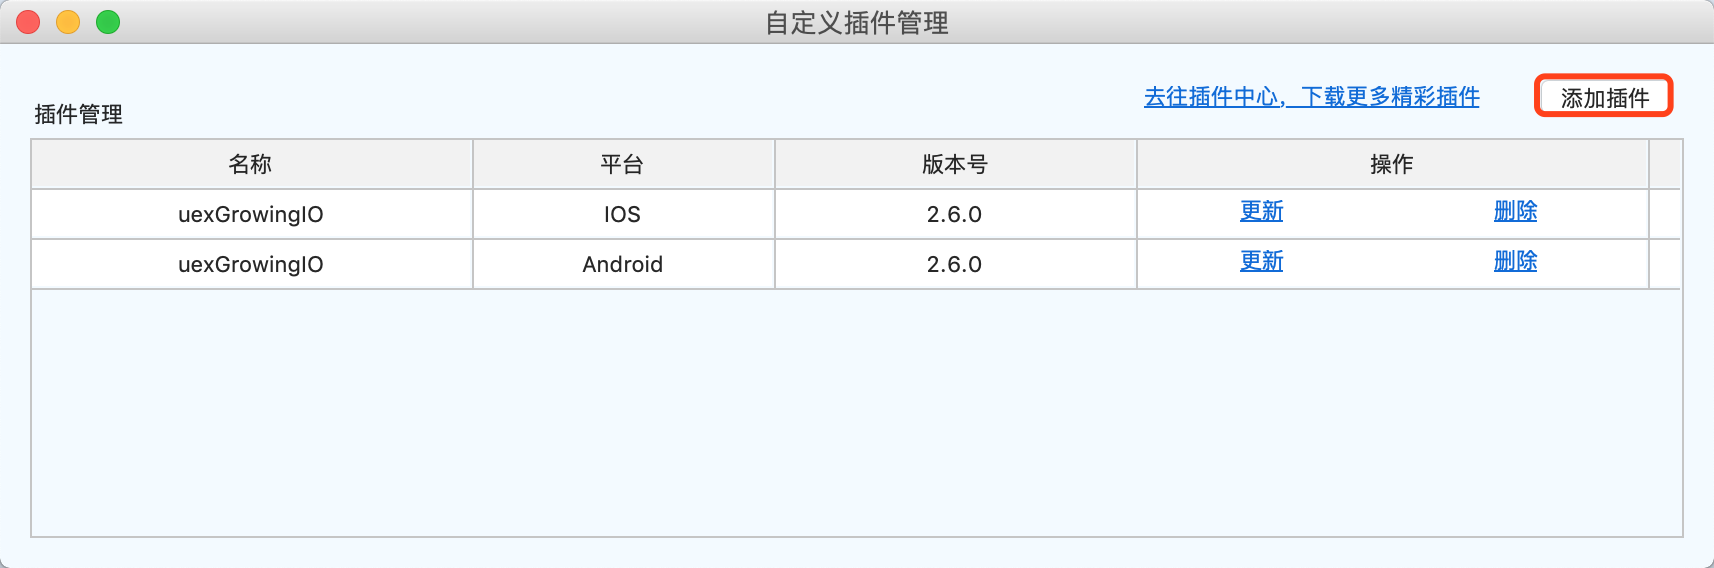 自定义插件管理
去往插件中心，下载更多精彩插件 添加插件
插件管理
名称 平台 版本号 操作
uexGrowingIO IOS 2.6.0 更新 删除
uexGrowingIO Android 2.6.0 更新 删除